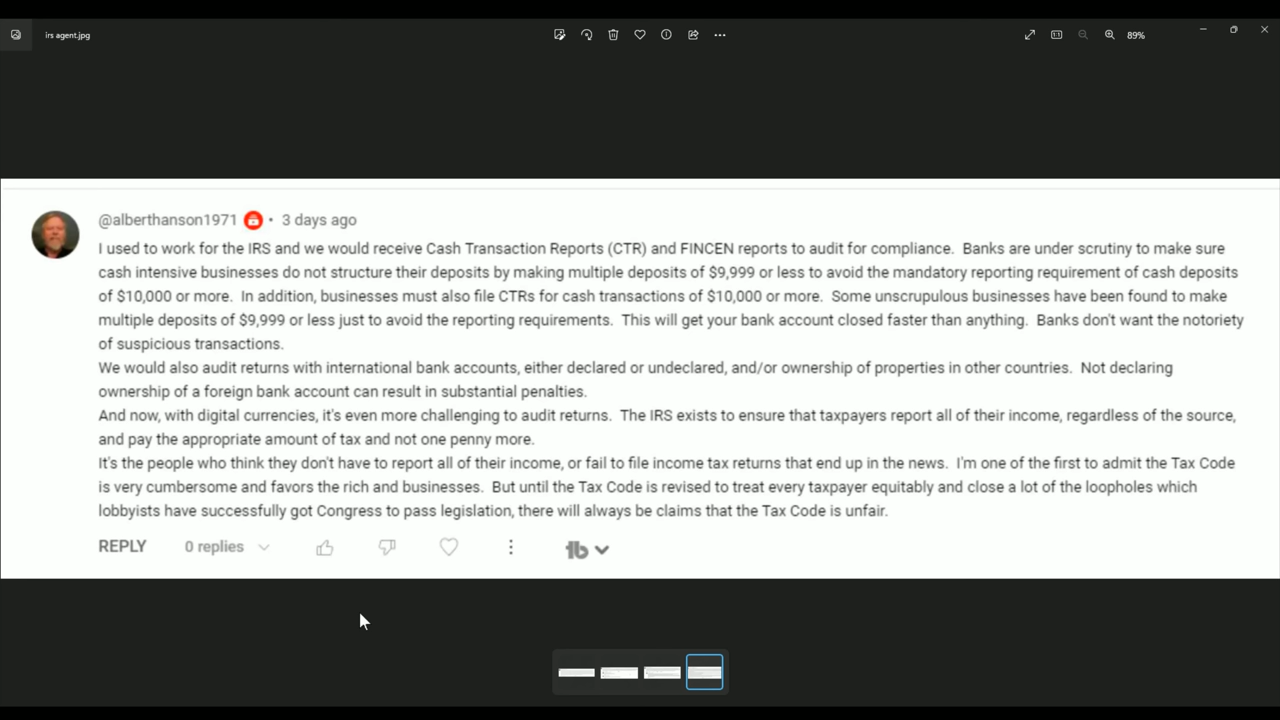 irs agent.jpg
89%
@alberthanson1971 • 3 days ago
I used to work for the IRS and we would receive Cash Transaction Reports (CTR) and FINCEN reports to audit for compliance. Banks are under scrutiny to make sure
cash intensive businesses do not structure their deposits by making multiple deposits of $9,999 or less to avoid the mandatory reporting requirement of cash deposits
of $10,000 or more. In addition, businesses must also file CTRs for cash transactions of $10,000 or more. Some unscrupulous businesses have been found to make
multiple deposits of $9,999 or less just to avoid the reporting requirements. This will get your bank account closed faster than anything. Banks don't want the notoriety
of suspicious transactions.
We would also audit returns with international bank accounts, either declared or undeclared, and/or ownership of properties in other countries. Not declaring
ownership of a foreign bank account can result in substantial penalties.
And now, with digital currencies, it's even more challenging to audit returns. The IRS exists to ensure that taxpayers report all of their income, regardless of the source,
and pay the appropriate amount of tax and not one penny more.
It's the people who think they don't have to report all of their income, or fail to file income tax returns that end up in the news. I'm one of the first to admit the Tax Code
is very cumbersome and favors the rich and businesses. But until the Tax Code is revised to treat every taxpayer equitably and close a lot of the loopholes which
lobbyists have successfully got Congress to pass legislation, there will always be claims that the Tax Code is unfair.
REPLY 0 replies tb